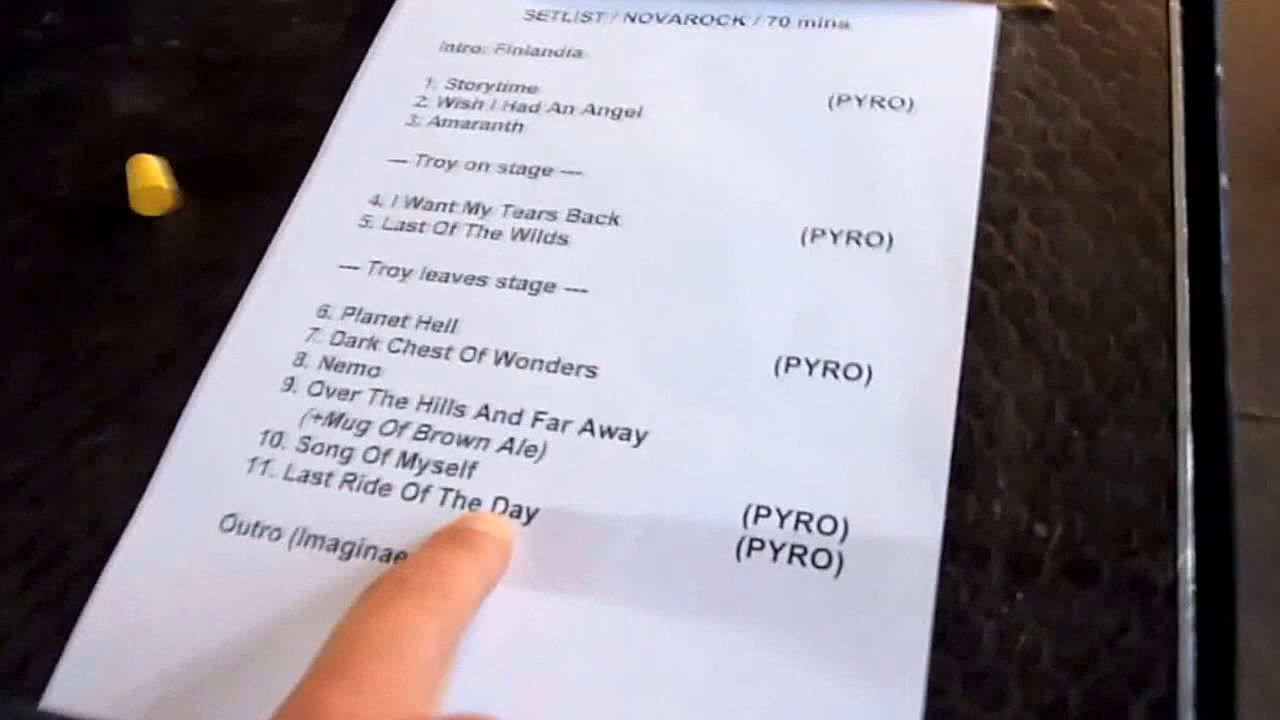 SETLIST / NOVAROCK / 70 mins
Intro: Finlandia
1. Storytime (PYRO)
2. Wish I Had An Angel
3. Amaranth
--- Troy on stage ---
4. I Want My Tears Back (PYRO)
5. Last Of The Wilds
--- Troy leaves stage ---
6. Planet Hell (PYRO)
7. Dark Chest Of Wonders
8. Nemo
9. Over The Hills And Far Away
(+Mug Of Brown Ale)
10. Song Of Myself (PYRO)
11. Last Ride Of The Day (PYRO)
Outro (Imaginae